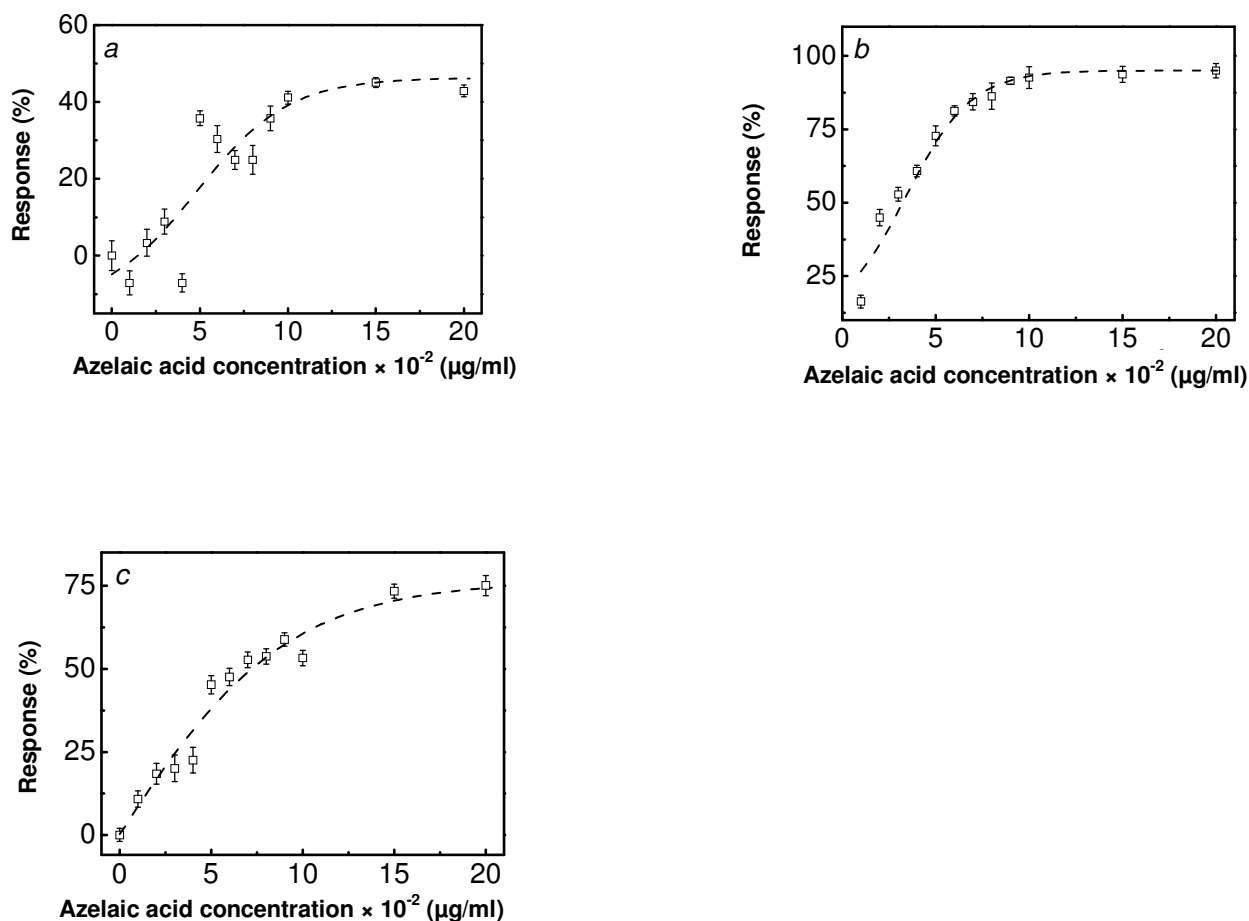 a
60
40
20
0
Response (%)
0 5 10 15 20
Azelaic acid concentration × 10⁻² (µg/ml)
b
100
75
50
25
Response (%)
0 5 10 15 20
Azelaic acid concentration × 10⁻² (µg/ml)
c
75
50
25
0
Response (%)
0 5 10 15 20
Azelaic acid concentration × 10⁻² (µg/ml)